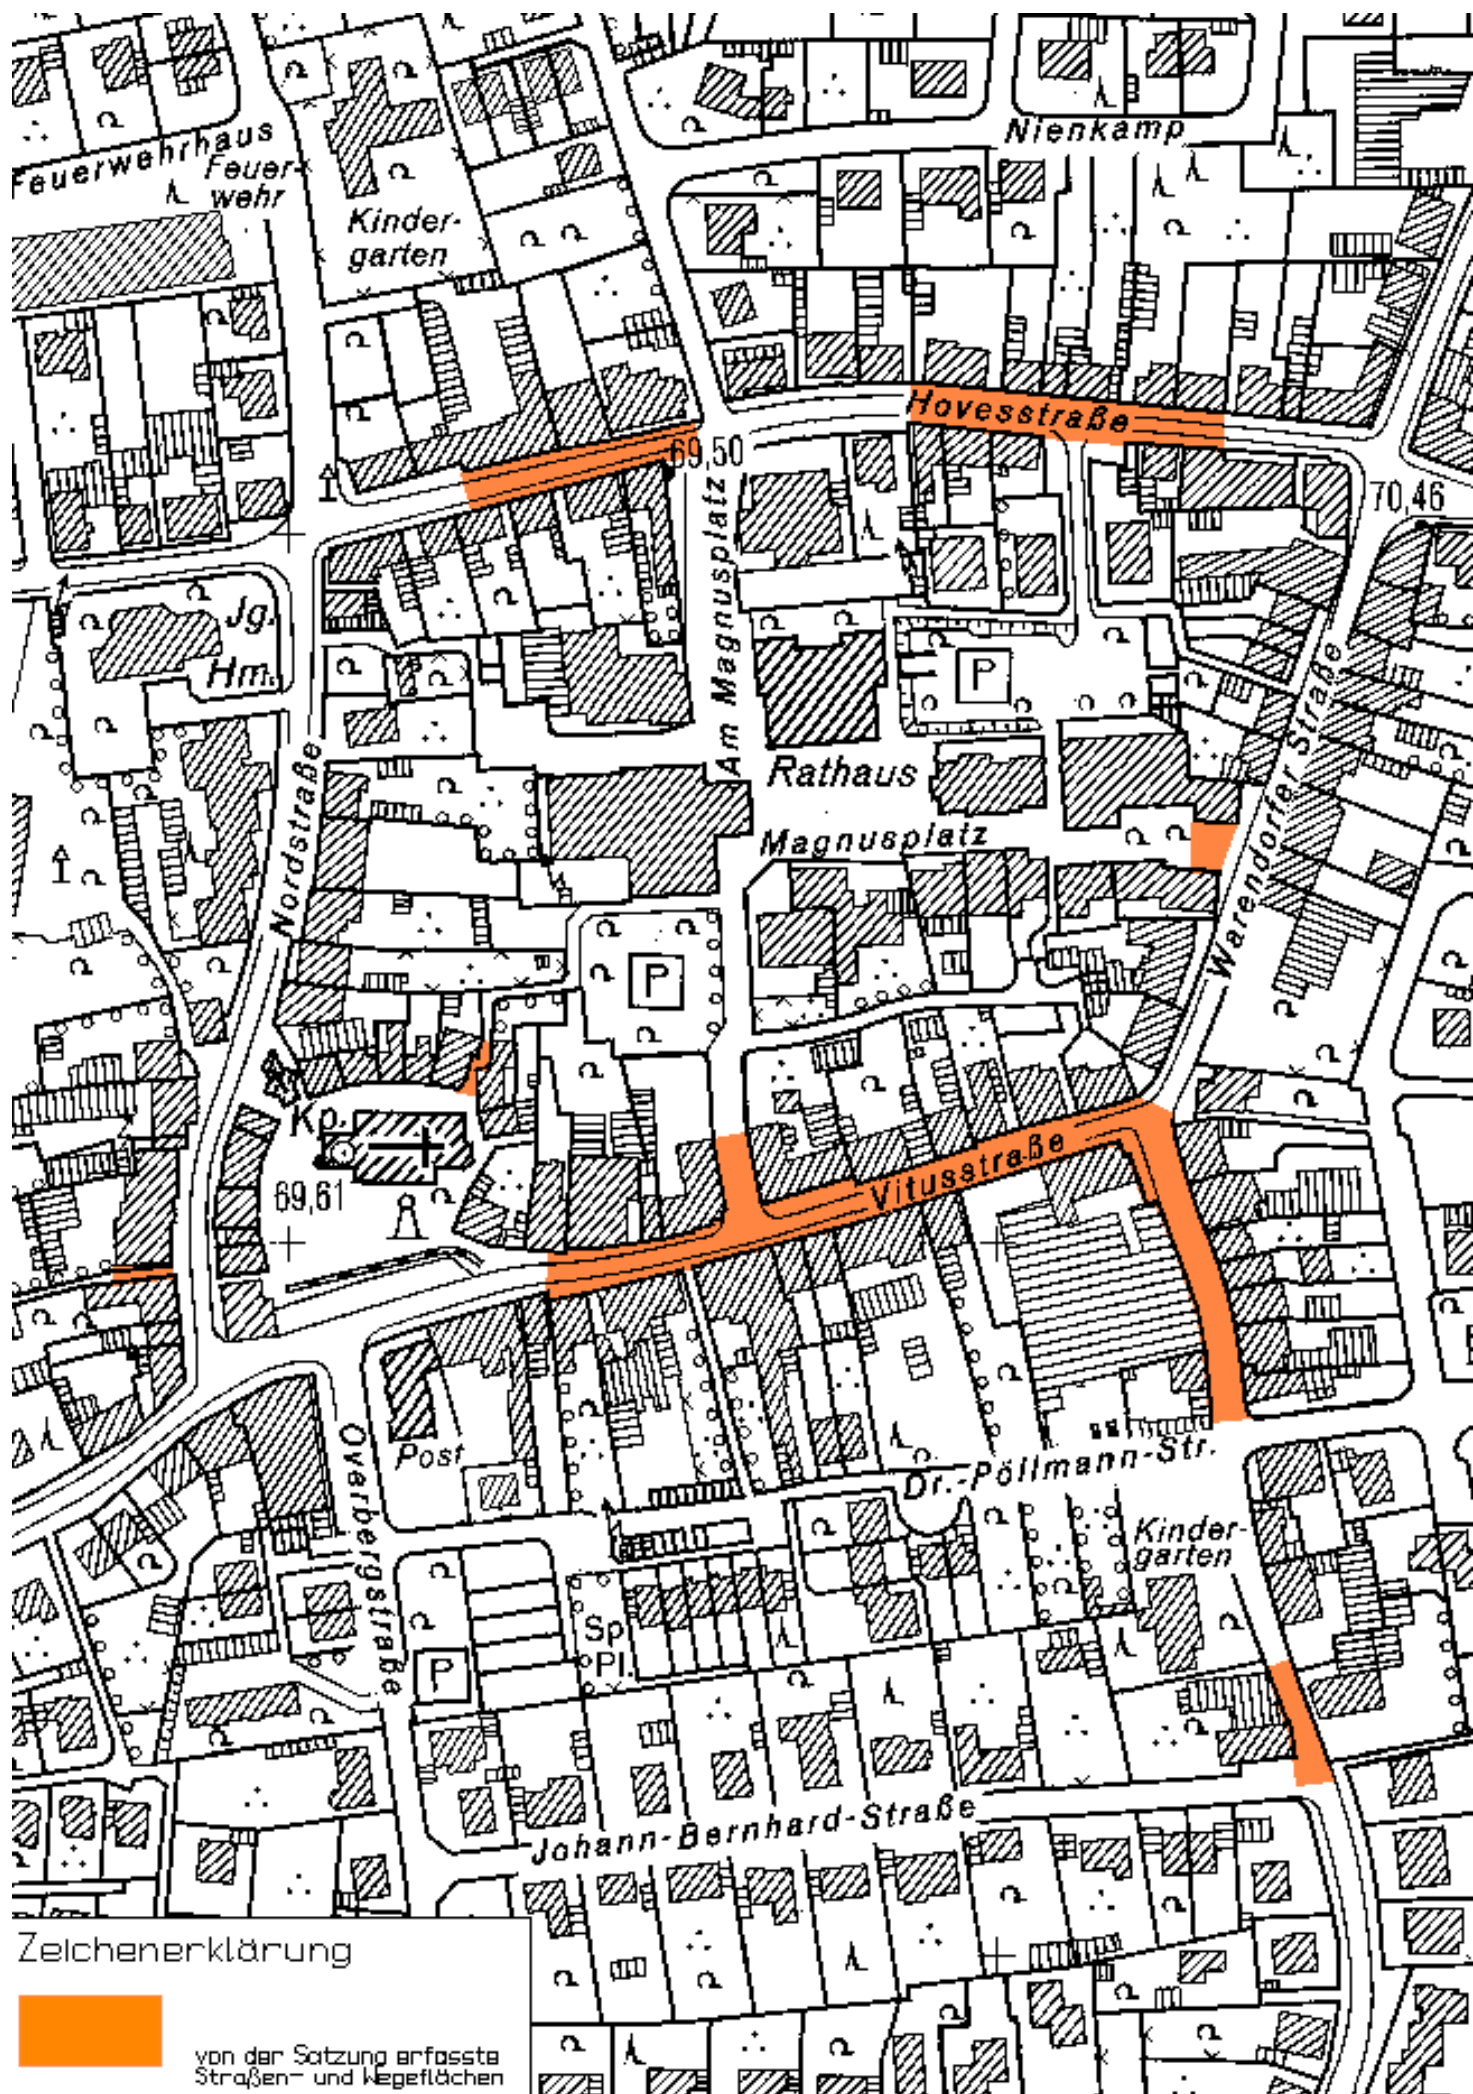 Nienkamp
Feuerwehrhaus
Feuer-
wehr
Kinder-
garten
Hovesstraße
69,50
70,46
Jg.
Hm.
Am Magnusplatz
P
Rathaus
Nordstraße
Magnusplatz
Warendorfer Straße
P
Kp.
69,61
Vitusstraße
Post
Overbergstraße
Dr.-Pöllmann-Str.
Kinder-
garten
Sp
Pl.
P
Johann-Bernhard-Straße
Zeichenerklärung
von der Satzung erfasste
Straßen- und Wegeflächen